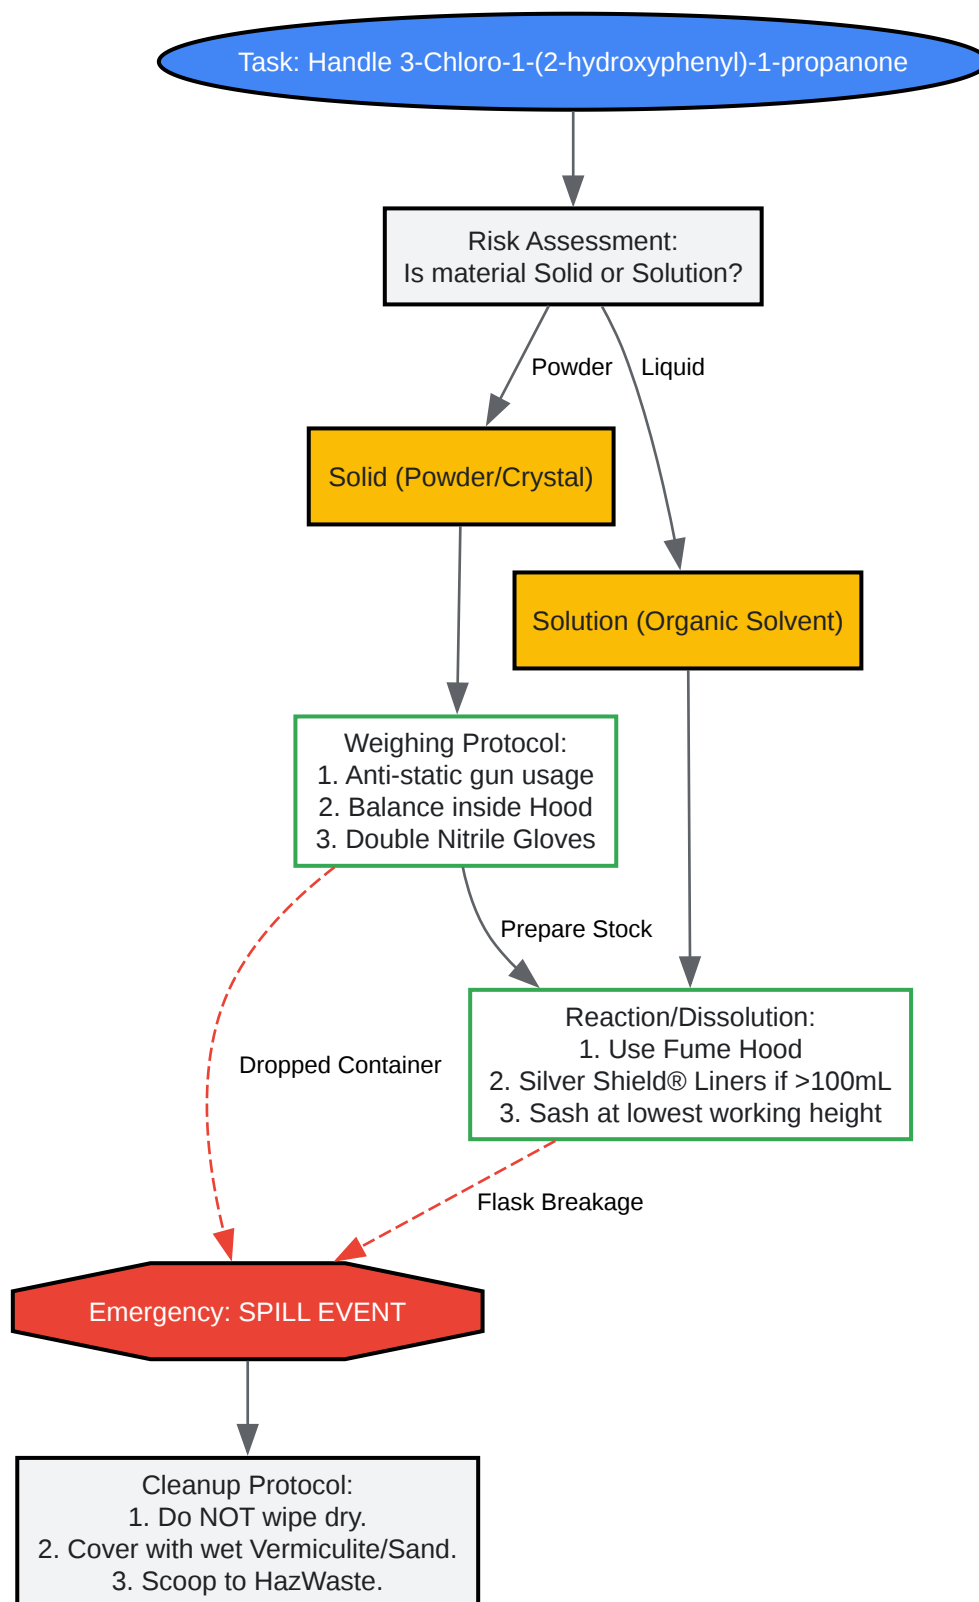 Task: Handle 3-Chloro-1-(2-hydroxyphenyl)-1-propanone
Risk Assessment:
Is material Solid or Solution?
Powder
Liquid
Solid (Powder/Crystal)
Solution (Organic Solvent)
Weighing Protocol:
1. Anti-static gun usage
2. Balance inside Hood
3. Double Nitrile Gloves
Prepare Stock
Reaction/Dissolution:
1. Use Fume Hood
2. Silver Shield® Liners if >100mL
3. Sash at lowest working height
Dropped Container
Flask Breakage
Emergency: SPILL EVENT
Cleanup Protocol:
1. Do NOT wipe dry.
2. Cover with wet Vermiculite/Sand.
3. Scoop to HazWaste.